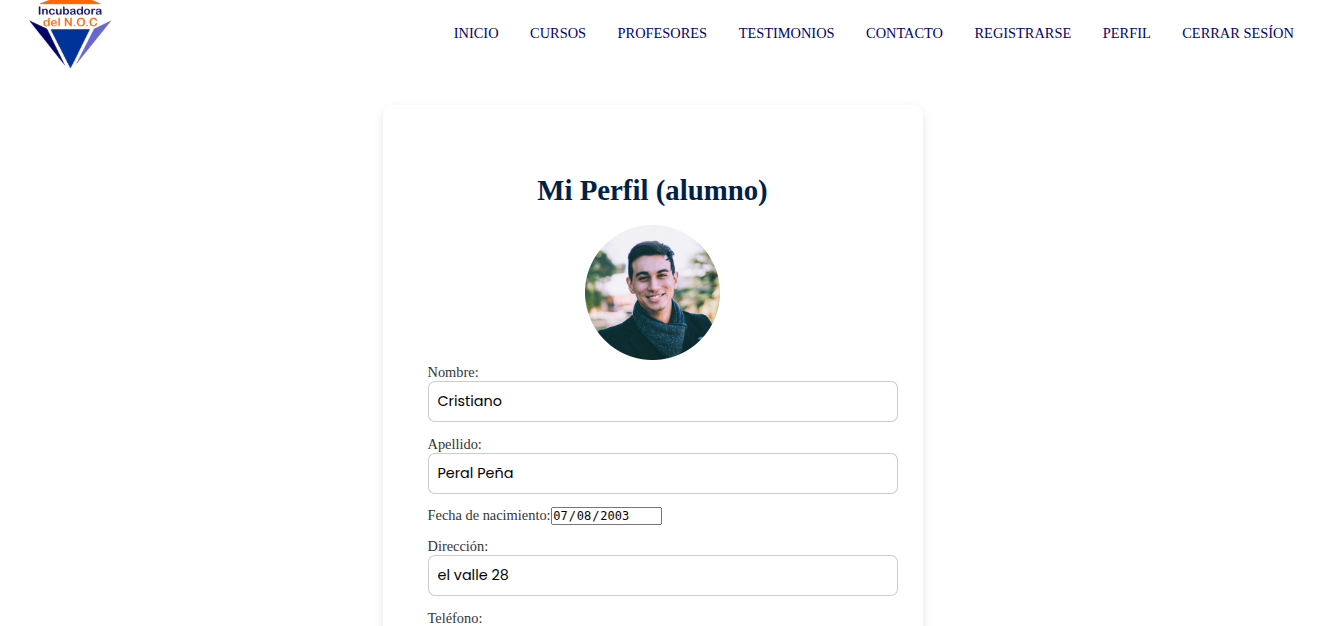 Incubadora
del N.O.C
INICIO CURSOS PROFESORES TESTIMONIOS CONTACTO REGISTRARSE PERFIL CERRAR SESÍON
Mi Perfil (alumno)
Nombre:
Cristiano
Apellido:
Peral Peña
Fecha de nacimiento: 07/08/2003
Dirección:
el valle 28
Teléfono: